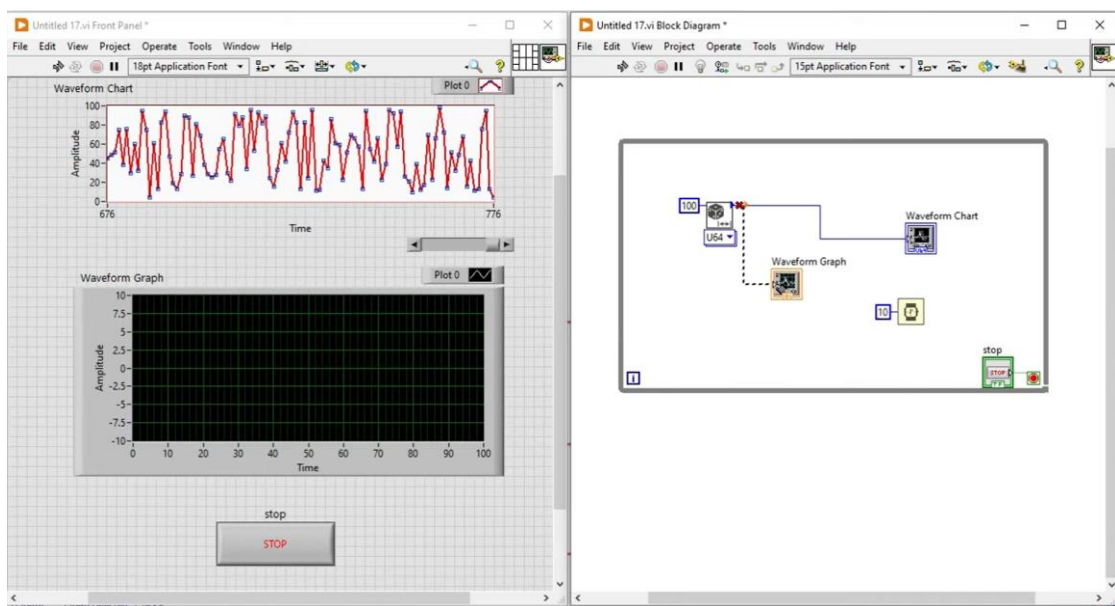 Untitled 17.vi Front Panel *
File Edit View Project Operate Tools Window Help
18pt Application Font
Waveform Chart
Plot 0
Amplitude
100
80
60
40
20
0
676
776
Time
Waveform Graph
Plot 0
Amplitude
10
7.5
5
2.5
0
-2.5
-5
-7.5
-10
0 10 20 30 40 50 60 70 80 90 100
Time
stop
STOP
Untitled 17.vi Block Diagram *
File Edit View Project Operate Tools Window Help
15pt Application Font
100
U64
Waveform Chart
Waveform Graph
10
stop
STOP
i